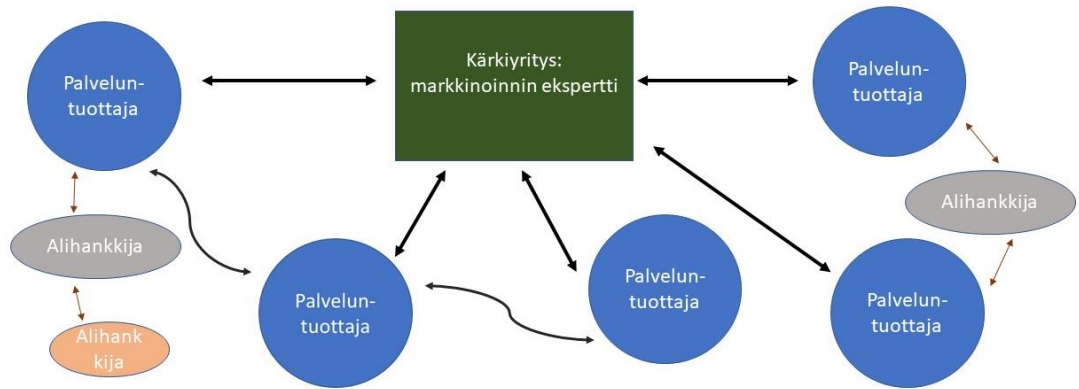 Palvelun-
tuottaja
Kärkiyritys:
markkinoinnin ekspertti
Palvelun-
tuottaja
Alihankkija
Alihankkija
Palvelun-
tuottaja
Palvelun-
tuottaja
Palvelun-
tuottaja
Alihank
kija